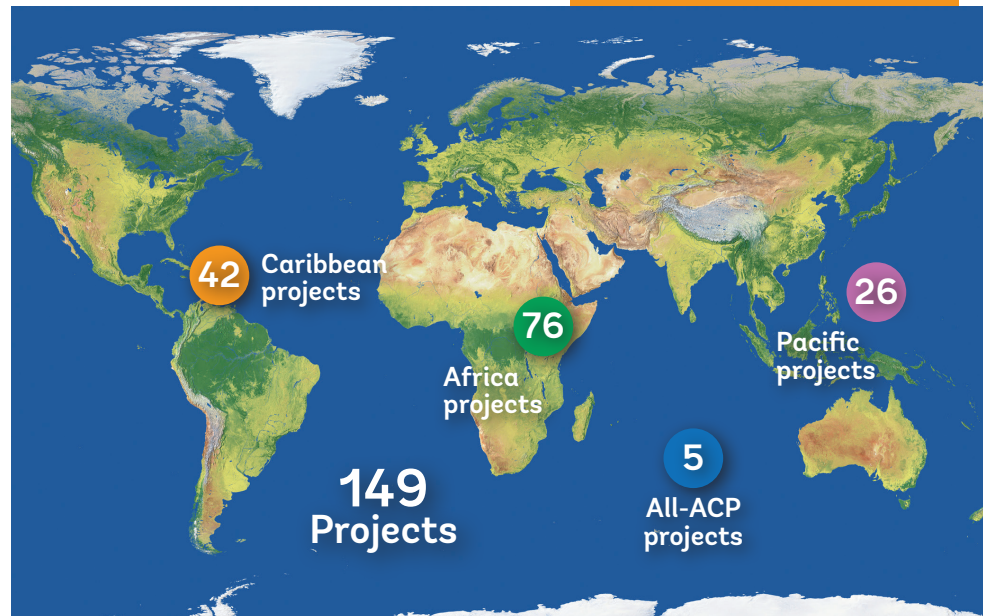 42
Caribbean
projects
76
Africa
projects
26
Pacific
projects
5
All-ACP
projects
149
Projects